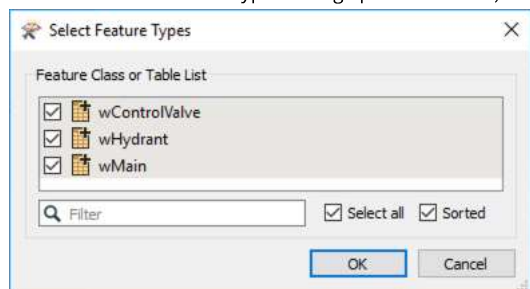 Select Feature Types
Feature Class or Table List
wControlValve
wHydrant
wMain
Filter
Select all
Sorted
OK
Cancel